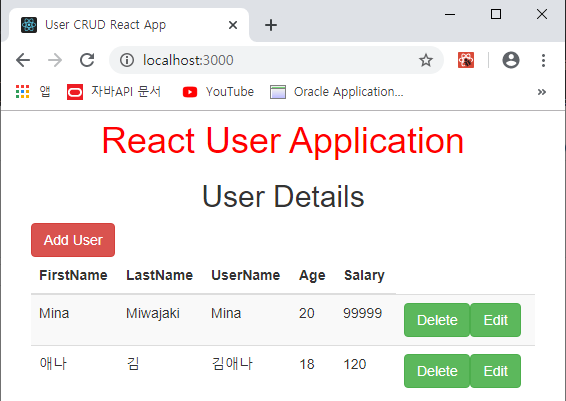 User CRUD React App
localhost:3000
앱 자바API 문서 YouTube Oracle Application...
React User Application
User Details
Add User
FirstName LastName UserName Age Salary
Mina Miwajaki Mina 20 99999 Delete Edit
애나 김 김애나 18 120 Delete Edit